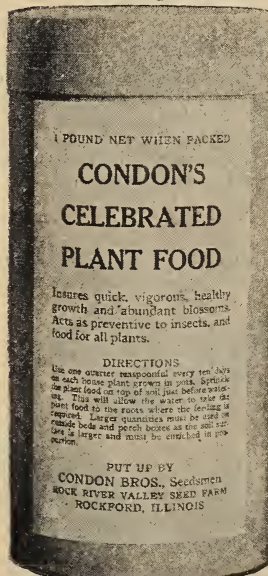 1 POUND NET WHEN PACKED
CONDON'S
CELEBRATED
PLANT FOOD
Insures quick, vigorous, healthy
growth and abundant blossoms.
Acts as preventive to insects, and
food for all plants.
DIRECTIONS
Use one quarter teaspoonful every ten days
on each house plant grown in pots. Sprinkle
the plant food on top of soil just before water-
ing. This will allow the water to take the
plant food to the roots where the feeding is
required. Larger quantities must be used on
outside beds and porch boxes as the soil sur-
face is larger and must be enriched in pro-
portion.
PUT UP BY
CONDON BROS., Seedsmen
ROCK RIVER VALLEY SEED FARM
ROCKFORD, ILLINOIS